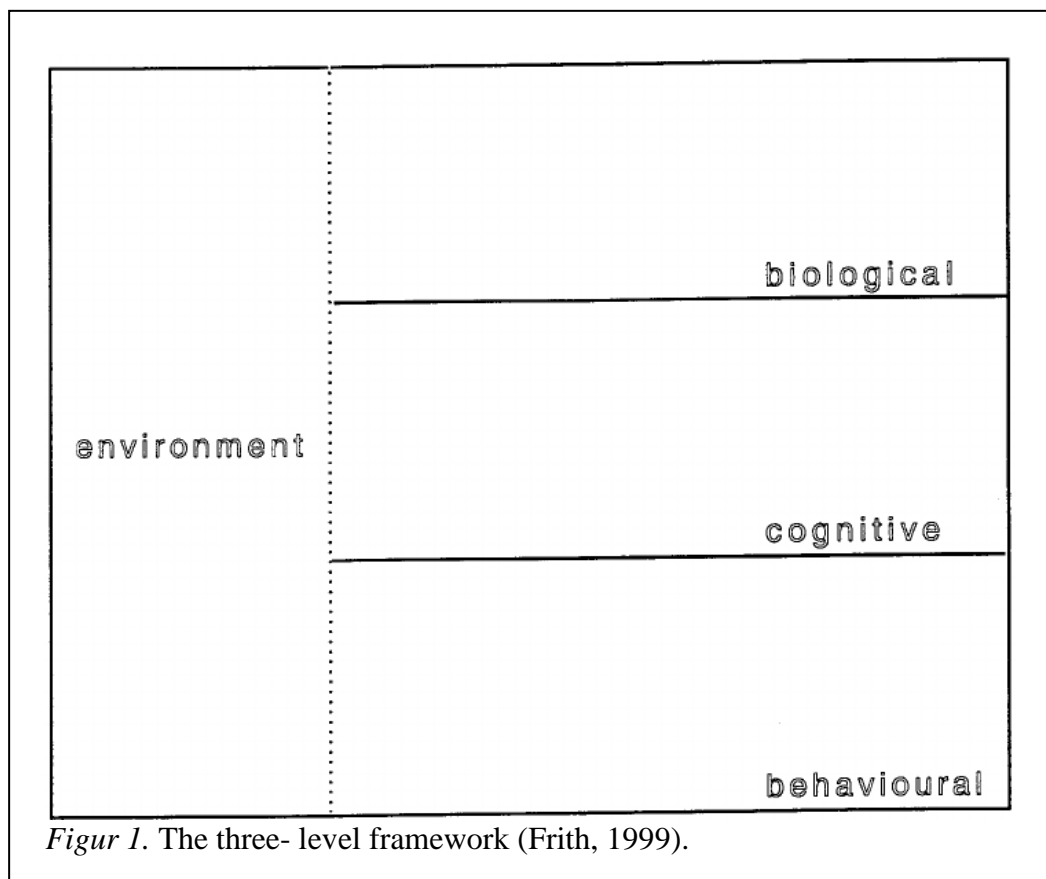 biological
environment
cognitive
behavioural
Figur 1. The three- level framework (Frith, 1999).